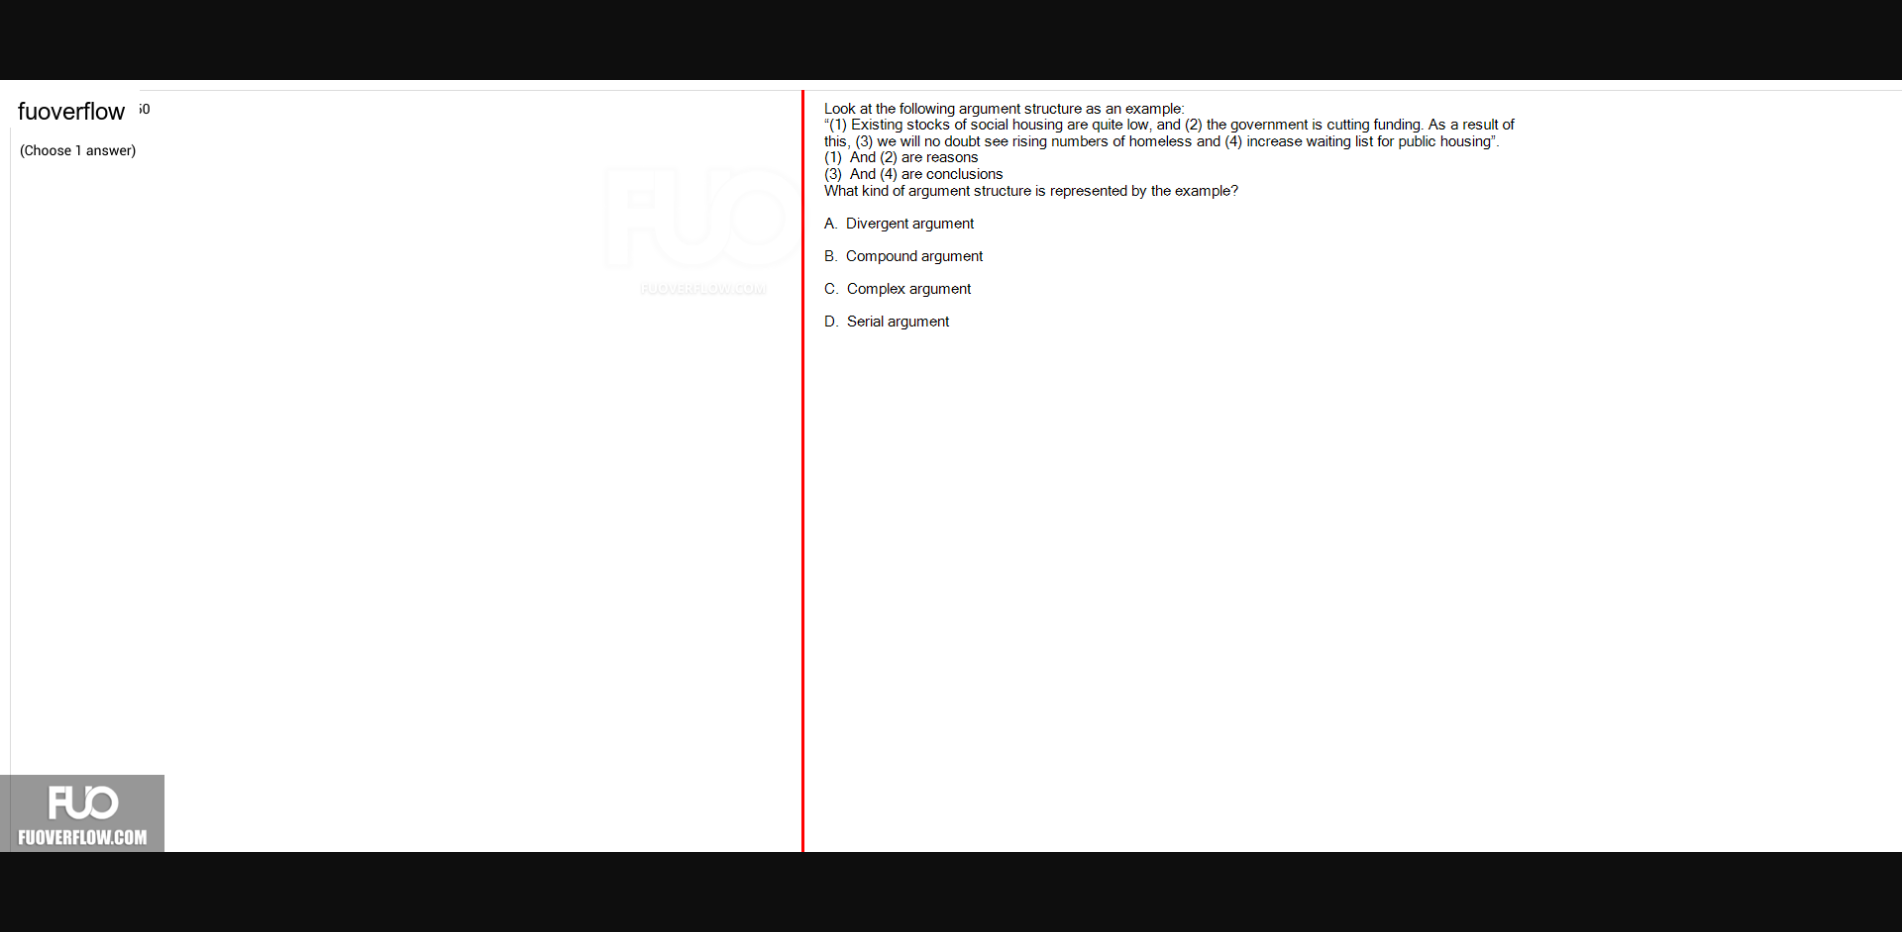 fuoverflow
50
(Choose 1 answer)
FUO
FUOVERFLOW.COM
Look at the following argument structure as an example:
“(1) Existing stocks of social housing are quite low, and (2) the government is cutting funding. As a result of
this, (3) we will no doubt see rising numbers of homeless and (4) increase waiting list for public housing”.
(1) And (2) are reasons
(3) And (4) are conclusions
What kind of argument structure is represented by the example?
A. Divergent argument
B. Compound argument
C. Complex argument
D. Serial argument
FUO
FUOVERFLOW.COM